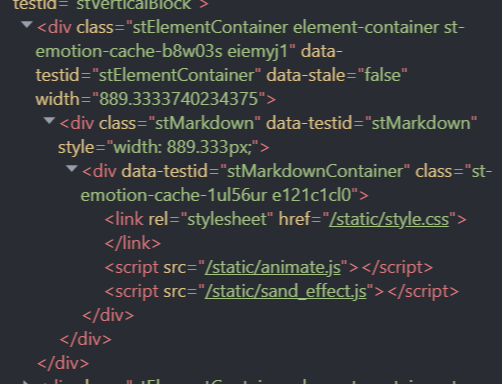 testid="stVerticalBlock">
<div class="stElementContainer element-container st-
emotion-cache-b8w03s eiemyj1" data-
testid="stElementContainer" data-stale="false"
width="889.3333740234375">
<div class="stMarkdown" data-testid="stMarkdown"
style="width: 889.333px;">
<div data-testid="stMarkdownContainer" class="st-
emotion-cache-1ul56ur e121c1cl0">
<link rel="stylesheet" href="/static/style.css">
</link>
<script src="/static/animate.js"></script>
<script src="/static/sand_effect.js"></script>
</div>
</div>
</div>